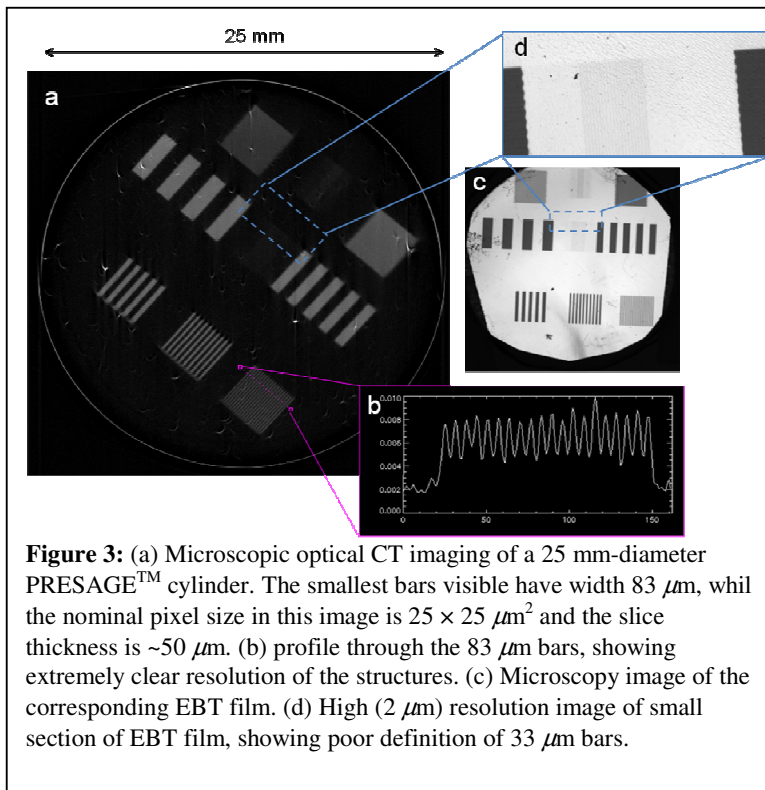 25 mm
d
a
c
b
0.010
0.008
0.006
0.004
0.002
0.000
0 50 100 150
Figure 3: (a) Microscopic optical CT imaging of a 25 mm-diameter
PRESAGE™ cylinder. The smallest bars visible have width 83 μm, whil
the nominal pixel size in this image is 25 × 25 μm² and the slice
thickness is ~50 μm. (b) profile through the 83 μm bars, showing
extremely clear resolution of the structures. (c) Microscopy image of the
corresponding EBT film. (d) High (2 μm) resolution image of small
section of EBT film, showing poor definition of 33 μm bars.